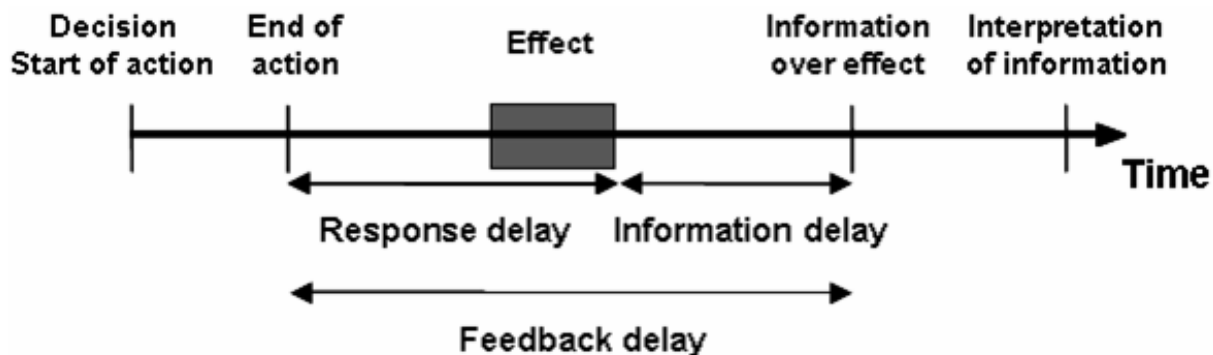 Decision
Start of action
End of
action
Effect
Information
over effect
Interpretation
of information
Time
Response delay
Information delay
Feedback delay